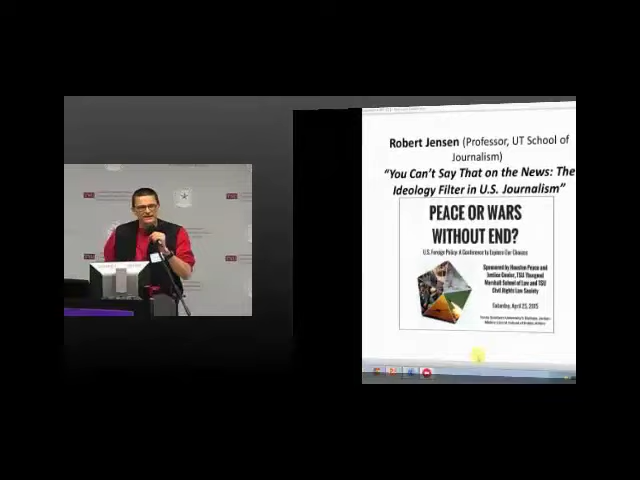 Robert Jensen (Professor, UT School of
Journalism)
"You Can't Say That on the News: The
Ideology Filter in U.S. Journalism"
PEACE OR WARS
WITHOUT END?
U.S. Foreign Policy: A Conference to Explore Our Choices
Sponsored by Houston Peace and
Justice Center, TSU Thurgood
Marshall School of Law and TSU
Civil Rights Law Society
Saturday, April 25, 2015